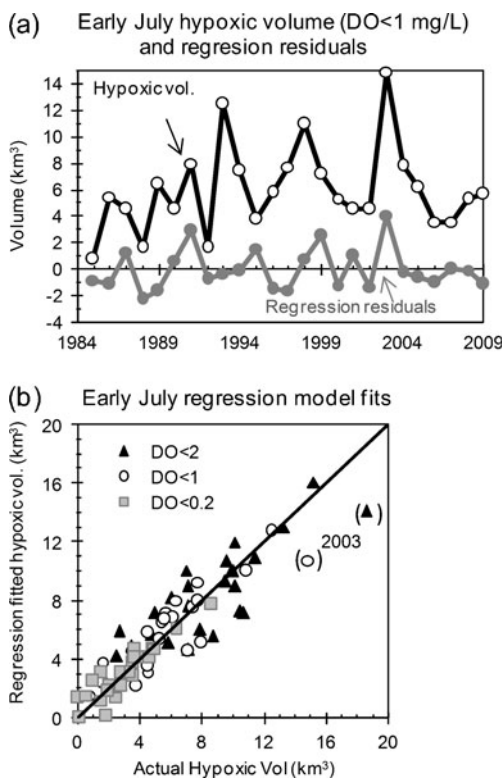 (a) Early July hypoxic volume (DO<1 mg/L)
and regresion residuals
Hypoxic vol.
Volume (km³)
14
12
10
8
6
4
2
0
-2
-4
Regression residuals
1984 1989 1994 1999 2004 2009
(b) Early July regression model fits
Regression fitted hypoxic vol. (km³)
20
16
12
8
4
0
DO<2
DO<1
DO<0.2
( )
( ) 2003
0 4 8 12 16 20
Actual Hypoxic Vol (km³)